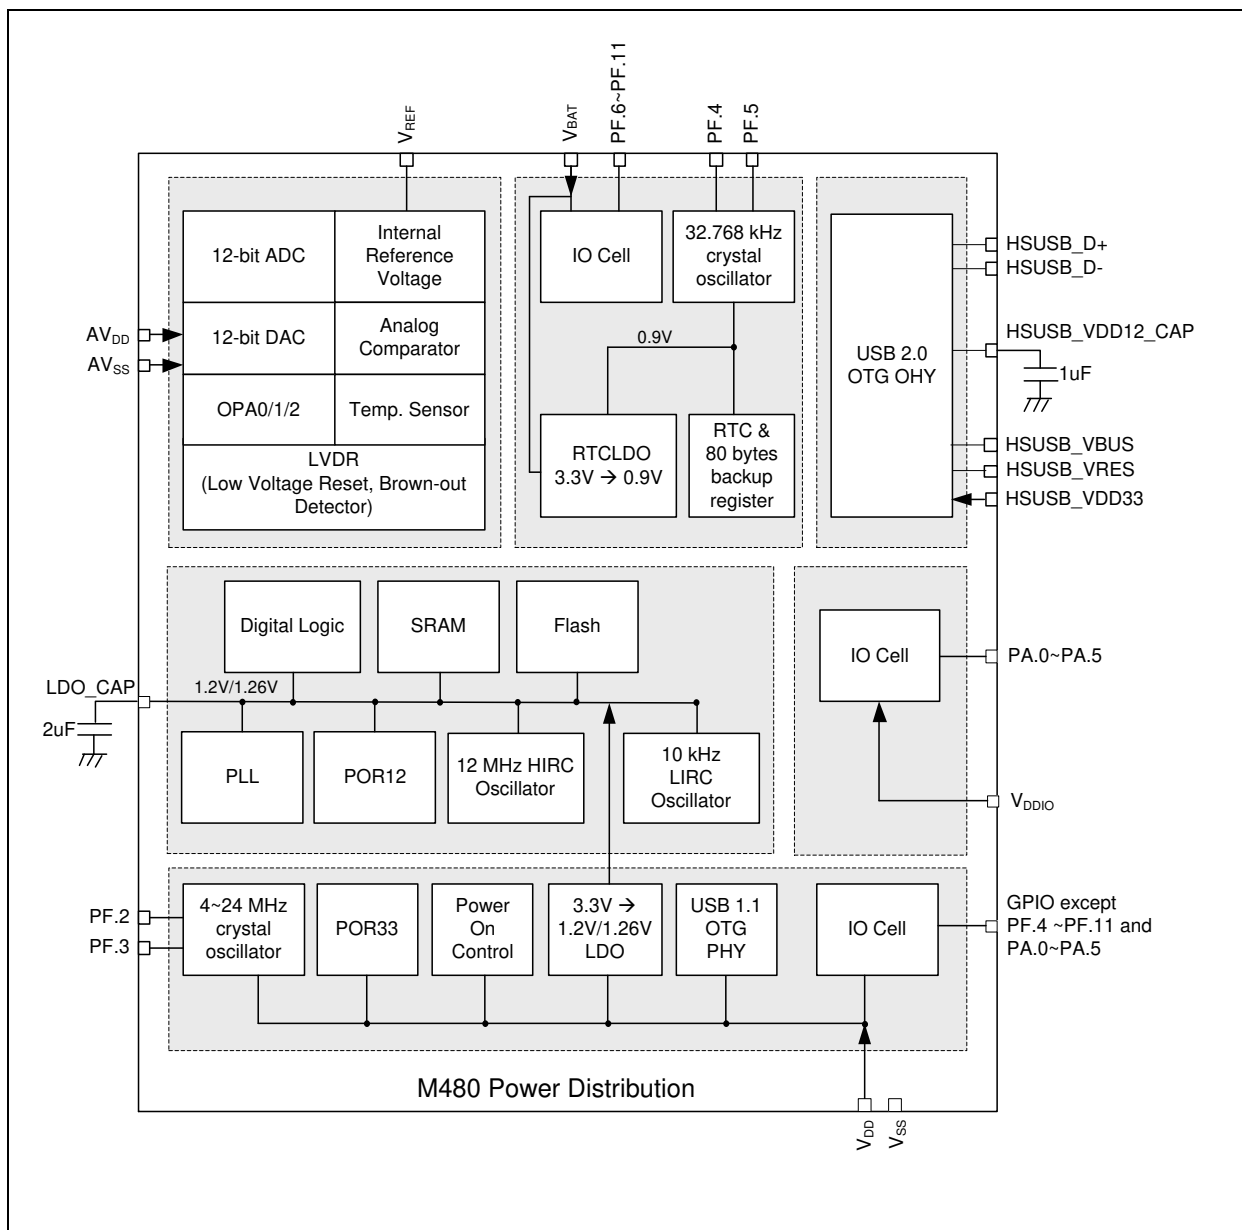 VREF
VBAT
PF.6~PF.11
PF.4
PF.5
12-bit ADC
Internal
Reference
Voltage
12-bit DAC
Analog
Comparator
OPA0/1/2
Temp. Sensor
LVDR
(Low Voltage Reset, Brown-out
Detector)
AVDD
AVSS
IO Cell
32.768 kHz
crystal
oscillator
0.9V
RTCLDO
3.3V → 0.9V
RTC &
80 bytes
backup
register
USB 2.0
OTG OHY
HSUSB_D+
HSUSB_D-
HSUSB_VDD12_CAP
1uF
HSUSB_VBUS
HSUSB_VRES
HSUSB_VDD33
Digital Logic
SRAM
Flash
LDO_CAP
1.2V/1.26V
2uF
PLL
POR12
12 MHz HIRC
Oscillator
10 kHz
LIRC
Oscillator
IO Cell
PA.0~PA.5
VDDIO
PF.2
PF.3
4~24 MHz
crystal
oscillator
POR33
Power
On
Control
3.3V →
1.2V/1.26V
LDO
USB 1.1
OTG
PHY
IO Cell
GPIO except
PF.4 ~PF.11 and
PA.0~PA.5
M480 Power Distribution
VDD
VSS